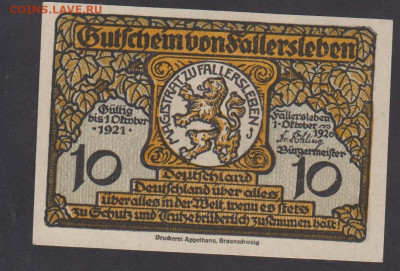 COINS.LAVE.RU
Gutschein von Fallersleben
Gültig
bis 1 Oktober
·1921·
MAGISTRAT ZU FALLERSLEBEN
Fallersleben
1·Oktober 1920
Bürgermeister
10
10
Deutschland
Deutschland über alles
über alles in der Welt, wenn es stets
zu Schutz und Trutze brüderlich zusammen hält!
Druckerei Appelhans, Braunschweig